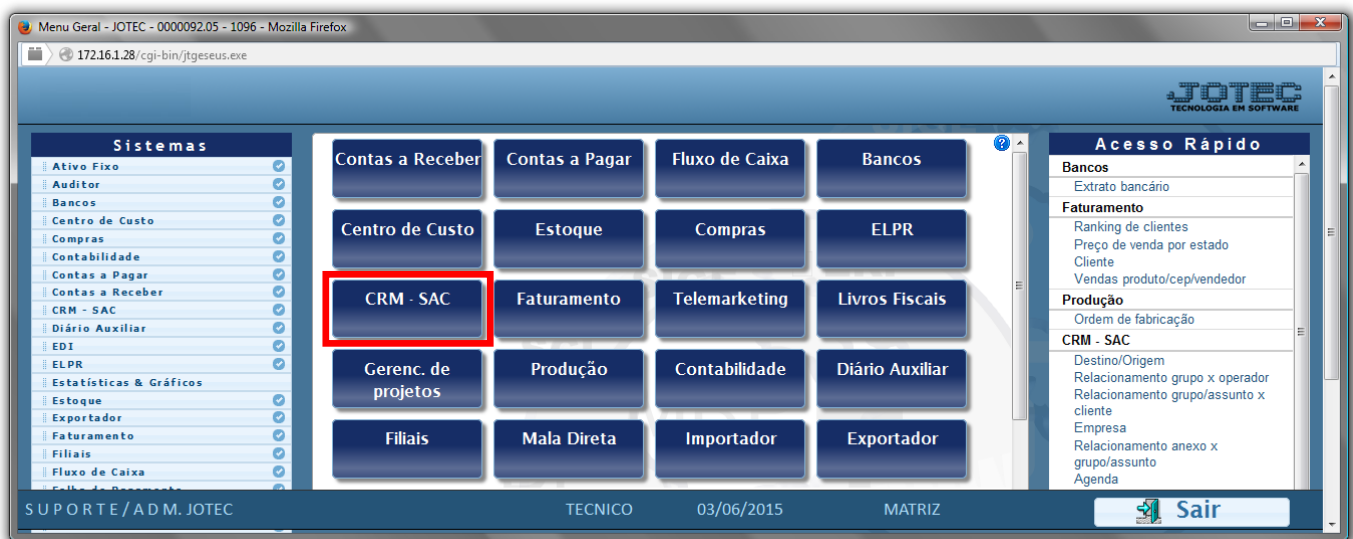 Menu Geral - JOTEC - 0000092.05 - 1096 - Mozilla Firefox
172.16.1.28/cgi-bin/jtgeseus.exe
JOTEC
TECNOLOGIA EM SOFTWARE
Sistemas
Ativo Fixo
Auditor
Bancos
Centro de Custo
Compras
Contabilidade
Contas a Pagar
Contas a Receber
CRM - SAC
Diário Auxiliar
EDI
ELPR
Estatísticas & Gráficos
Estoque
Exportador
Faturamento
Filiais
Fluxo de Caixa
Contas a Receber
Contas a Pagar
Fluxo de Caixa
Bancos
Centro de Custo
Estoque
Compras
ELPR
CRM - SAC
Faturamento
Telemarketing
Livros Fiscais
Gerenc. de
projetos
Produção
Contabilidade
Diário Auxiliar
Filiais
Mala Direta
Importador
Exportador
Acesso Rápido
Bancos
Extrato bancário
Faturamento
Ranking de clientes
Preço de venda por estado
Cliente
Vendas produto/cep/vendedor
Produção
Ordem de fabricação
CRM - SAC
Destino/Origem
Relacionamento grupo x operador
Relacionamento grupo/assunto x
cliente
Empresa
Relacionamento anexo x
grupo/assunto
Agenda
SUPORTE/ADM. JOTEC
TECNICO
03/06/2015
MATRIZ
Sair